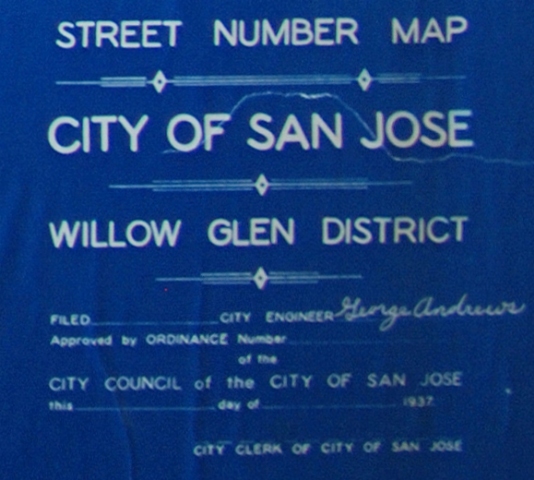 STREET NUMBER MAP
CITY OF SAN JOSE
WILLOW GLEN DISTRICT
FILED CITY ENGINEER George Andrews
Approved by ORDINANCE Number
of the
CITY COUNCIL of the CITY OF SAN JOSE
this day of 1937.
CITY CLERK OF CITY OF SAN JOSE